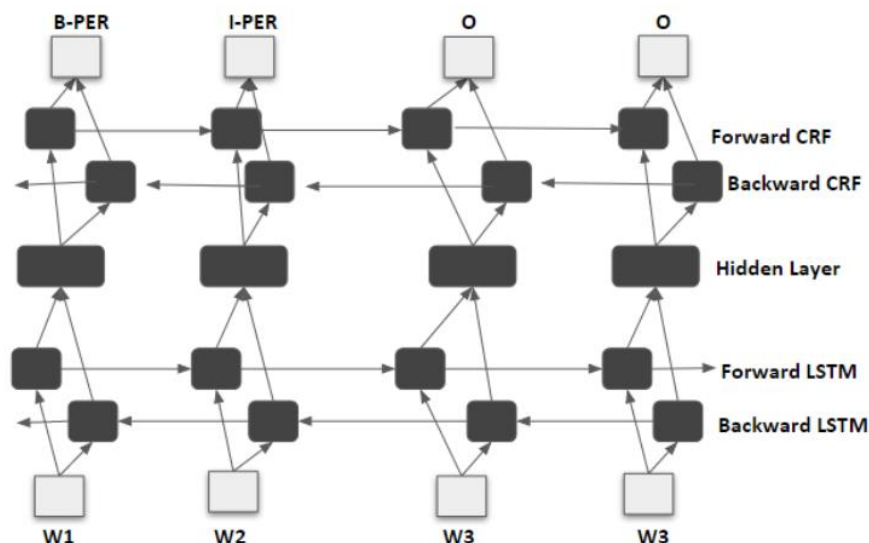 B-PER I-PER O O
Forward CRF
Backward CRF
Hidden Layer
Forward LSTM
Backward LSTM
W1 W2 W3 W3